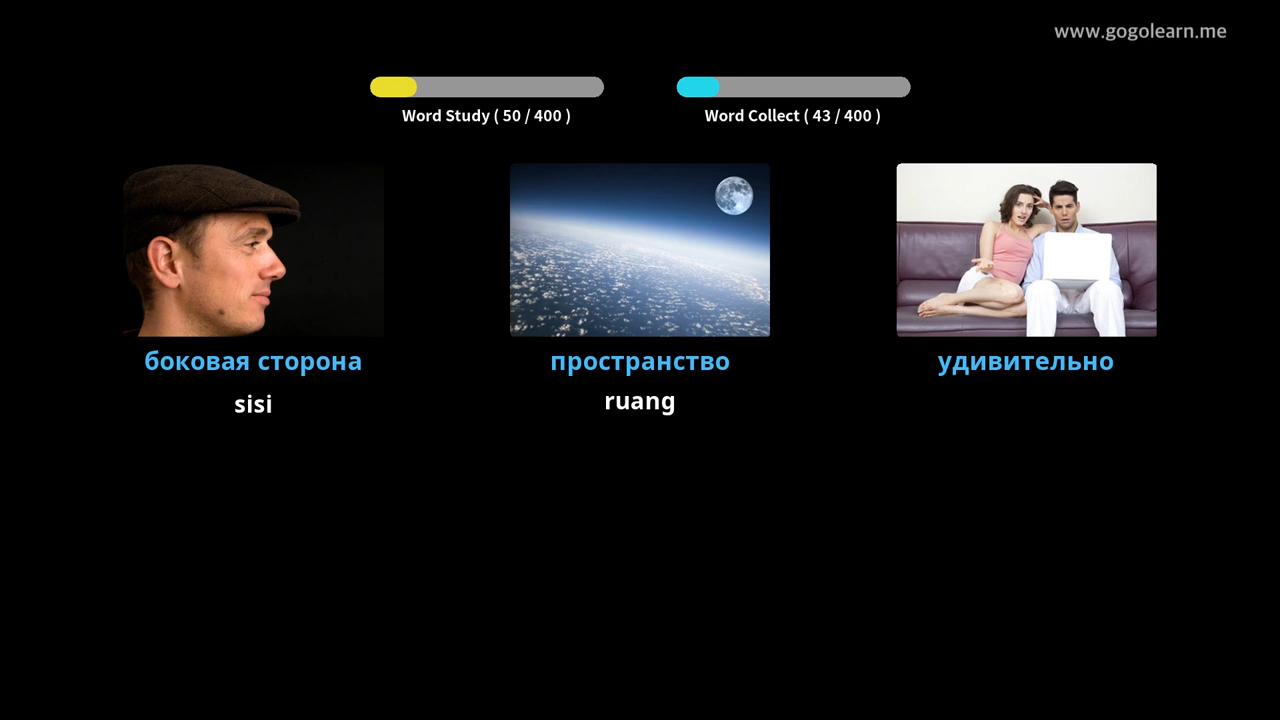 www.gogolearn.me
Word Study ( 50 / 400 )
Word Collect ( 43 / 400 )
боковая сторона
пространство
удивительно
sisi
ruang